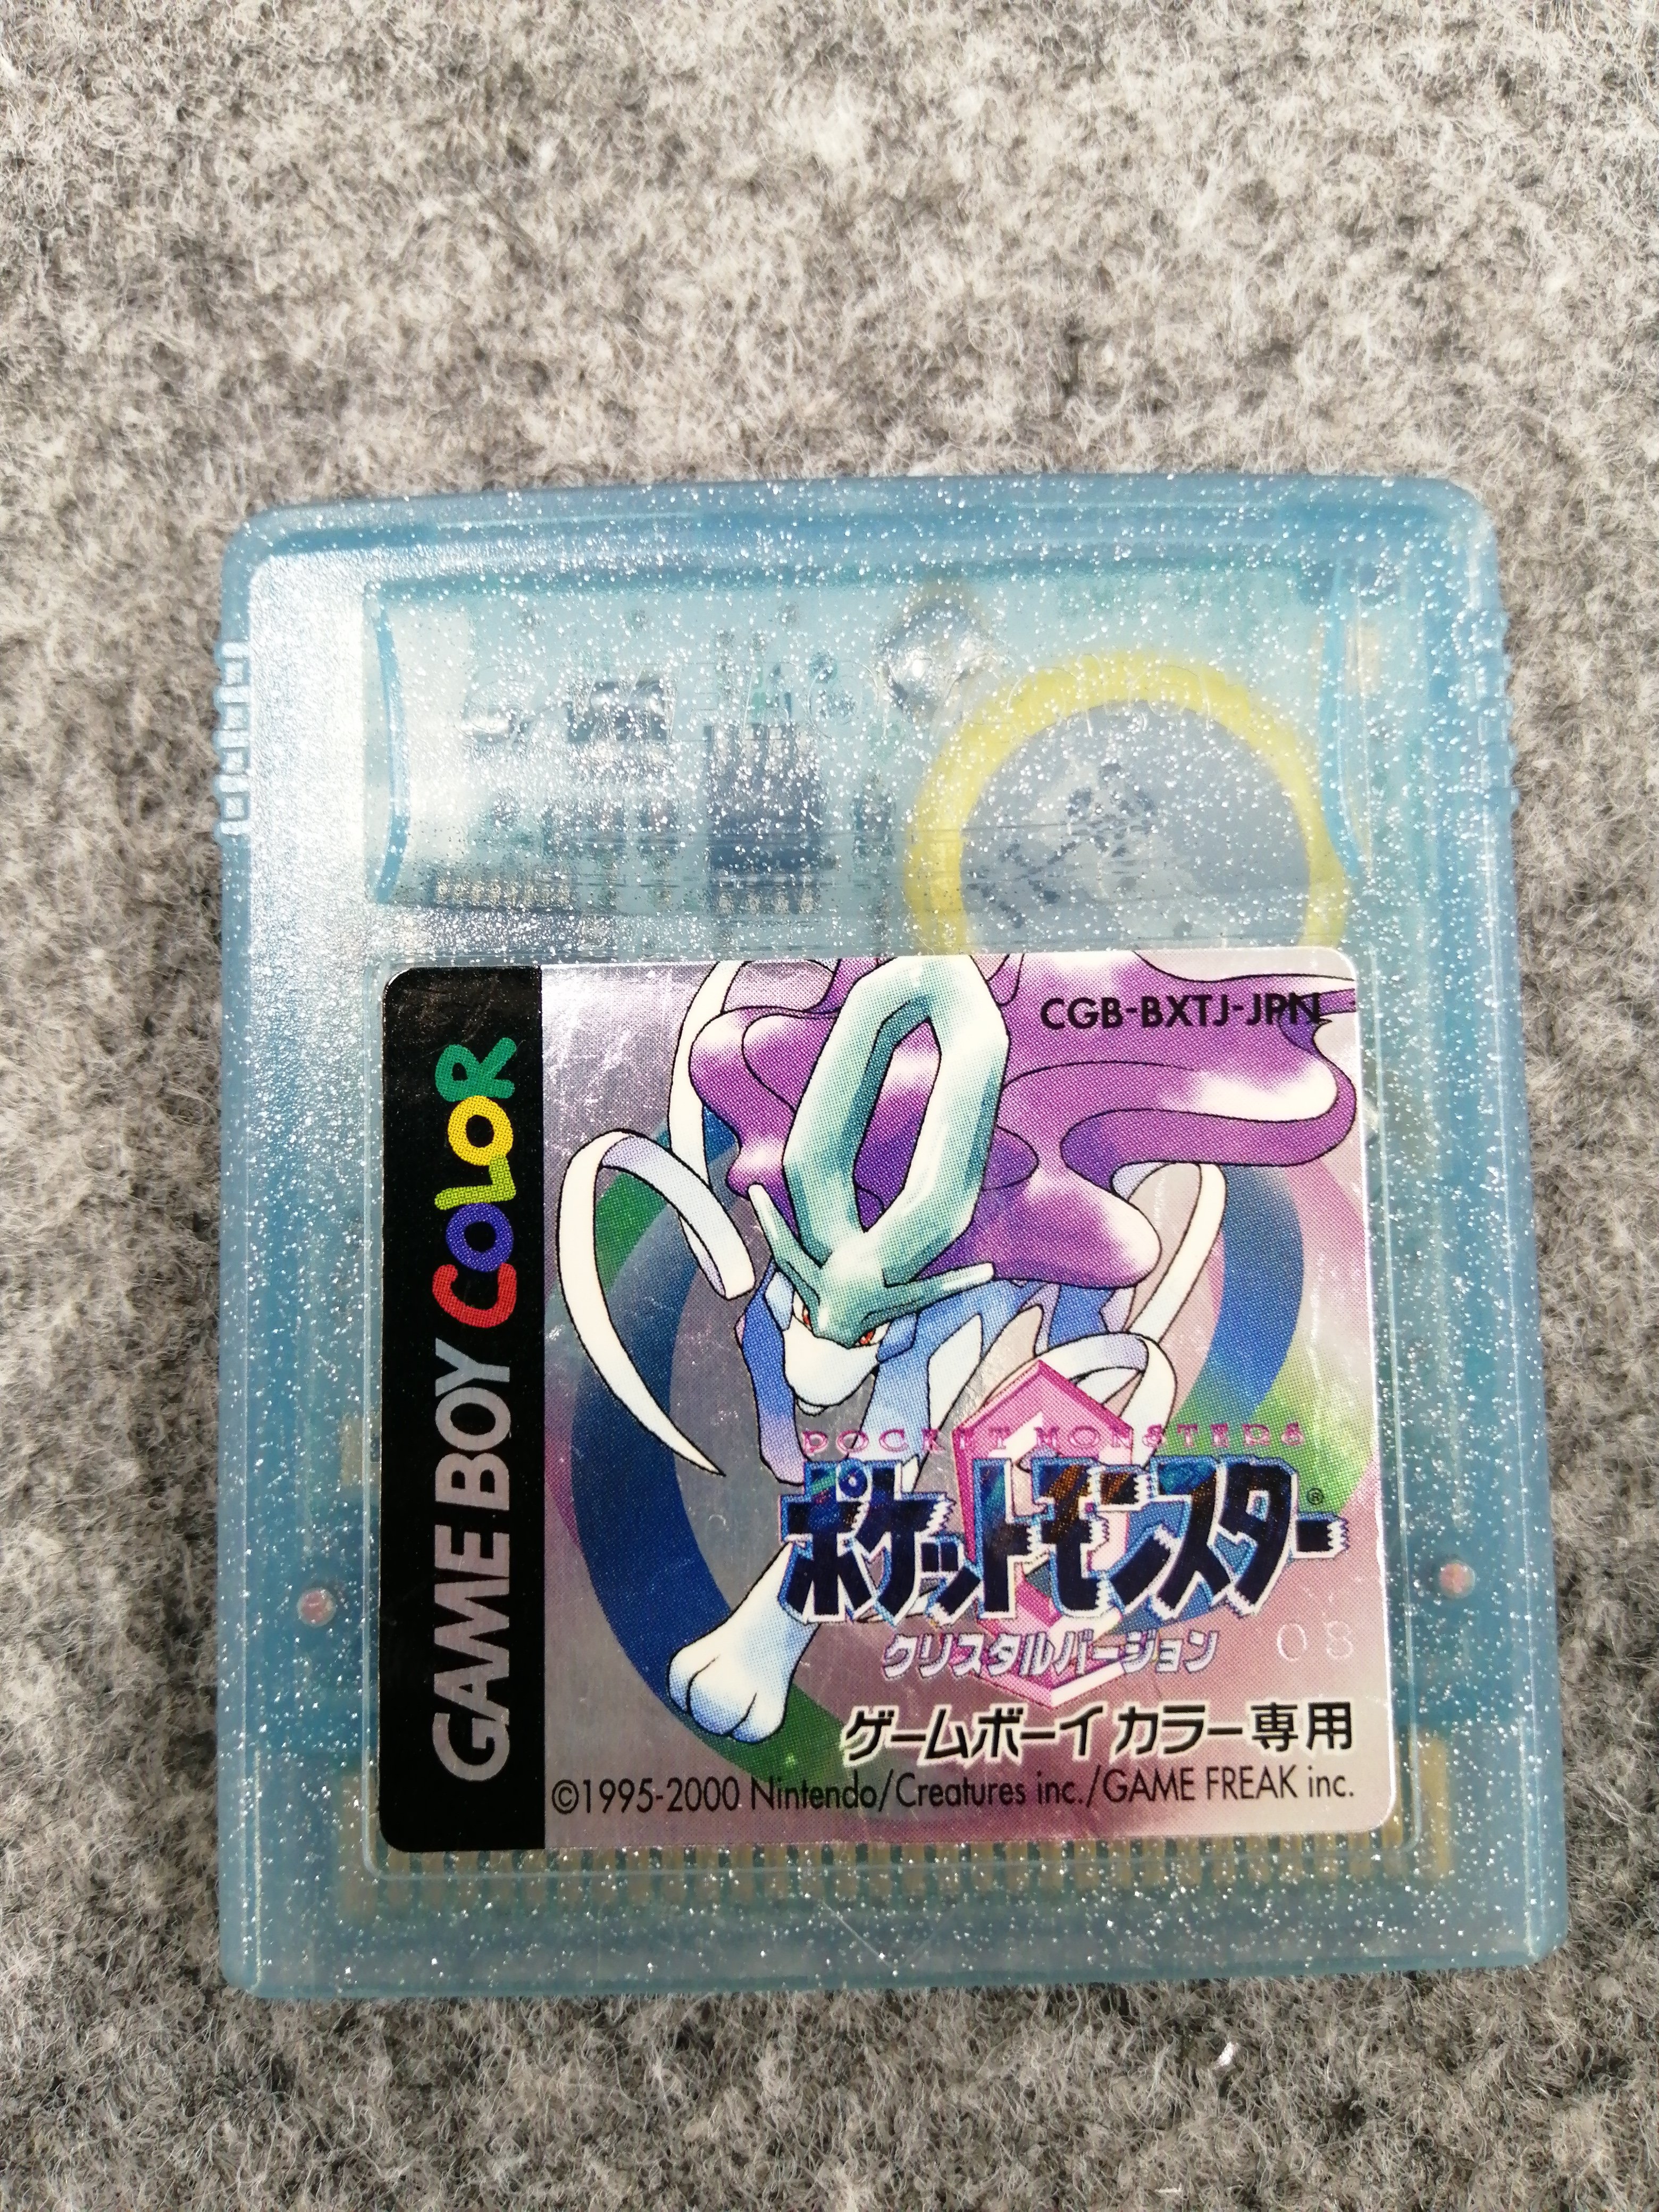 CGB-BXTJ-JPN
GAME BOY COLOR
POCKET MONSTERS
ポケットモンスター®
クリスタルバージョン
03
ゲームボーイカラー専用
©1995-2000 Nintendo/Creatures inc./GAME FREAK inc.